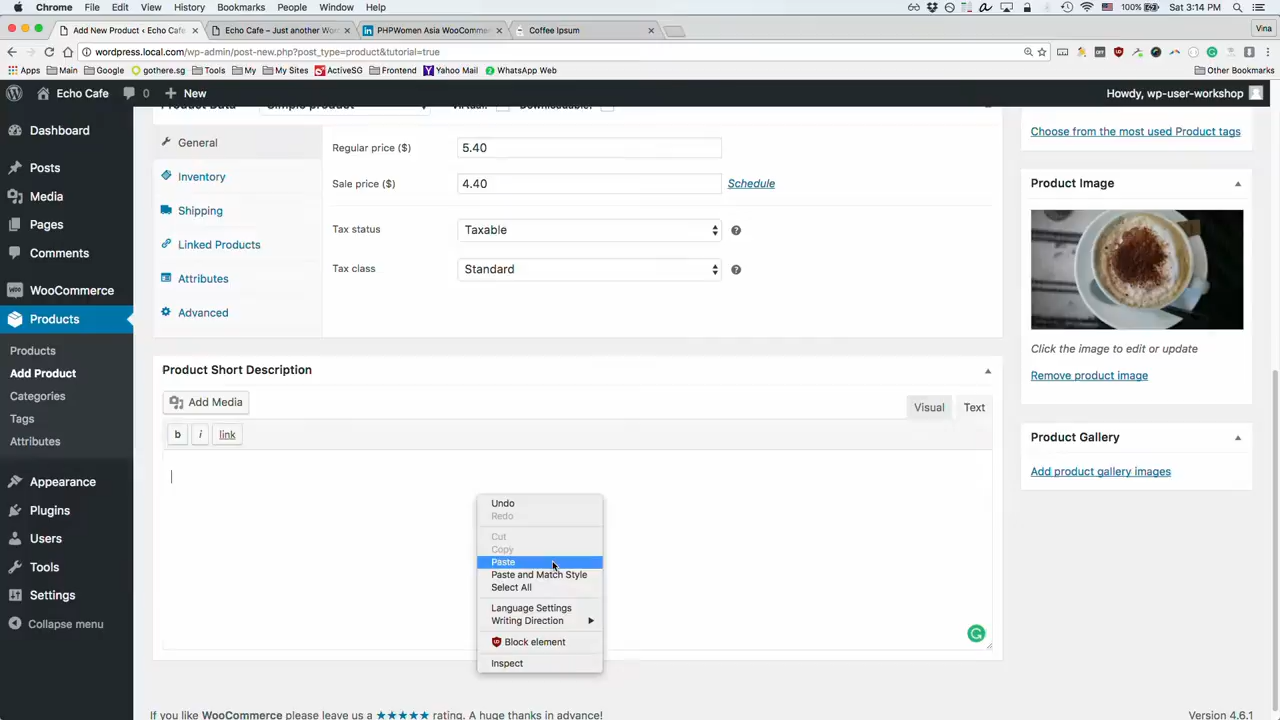 Chrome File Edit View History Bookmarks People Window Help 100% Sat 3:14 PM
Add New Product ‹ Echo Cafe Echo Cafe – Just another Wor PHPWomen Asia WooComme Coffee Ipsum Vina
wordpress.local.com/wp-admin/post-new.php?post_type=product&tutorial=true
Apps Main Google gothere.sg Tools My My Sites ActiveSG Frontend Yahoo Mail WhatsApp Web Other Bookmarks
Echo Cafe 0 New Howdy, wp-user-workshop
Dashboard
Posts
Media
Pages
Comments
WooCommerce
Products
Products
Add Product
Categories
Tags
Attributes
Appearance
Plugins
Users
Tools
Settings
Collapse menu
Product Data Simple product Virtual: Downloadable:
General
Inventory
Shipping
Linked Products
Attributes
Advanced
Regular price ($) 5.40
Sale price ($) 4.40 Schedule
Tax status Taxable
Tax class Standard
Product Short Description
Add Media
Visual Text
b i link
Undo
Redo
Cut
Copy
Paste
Paste and Match Style
Select All
Language Settings
Writing Direction
Block element
Inspect
Choose from the most used Product tags
Product Image
Click the image to edit or update
Remove product image
Product Gallery
Add product gallery images
If you like WooCommerce please leave us a ★★★★★ rating. A huge thanks in advance!
Version 4.6.1